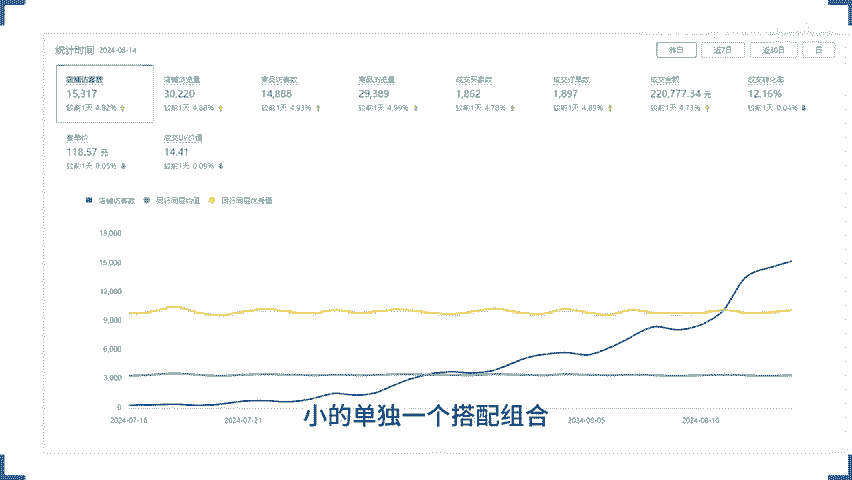 统计时间 2024-08-14
昨日 近7日 近30日 日
店铺访客数 店铺浏览量 商品访客数 商品浏览量 成交买家数 成交订单数 成交金额 成交转化率
15,317 30,220 14,888 29,389 1,862 1,897 220,777.34 元 12.16%
较前1天 4.82% 较前1天 4.88% 较前1天 4.93% 较前1天 4.99% 较前1天 4.78% 较前1天 4.89% 较前1天 4.73% 较前1天 0.04%
客单价 成交UV价值
118.57 元 14.41
较前1天 0.05% 较前1天 0.09%
店铺访客数 同行同层均值 同行同层优秀值
18,000
15,000
12,000
9,000
6,000
3,000
0
2024-07-16 2024-07-21 2024-08-05 2024-08-10
小的单独一个搭配组合